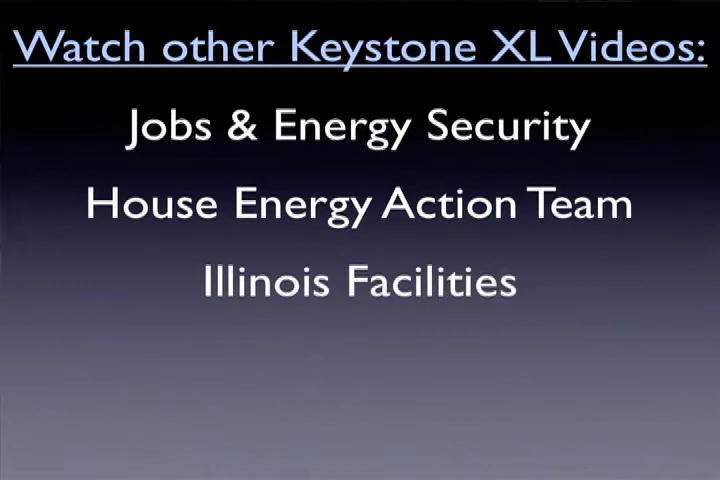 Watch other Keystone XL Videos:
Jobs & Energy Security
House Energy Action Team
Illinois Facilities